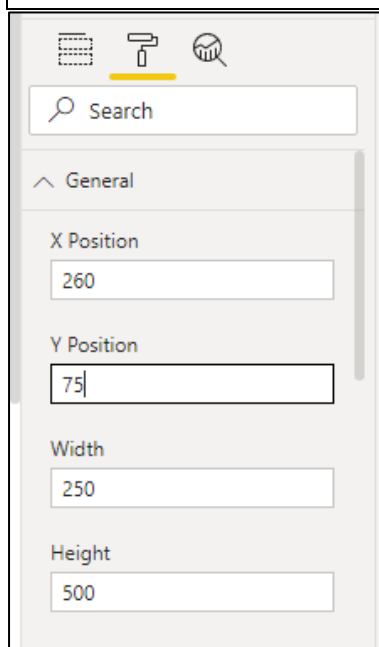 Search
General
X Position
260
Y Position
75
Width
250
Height
500